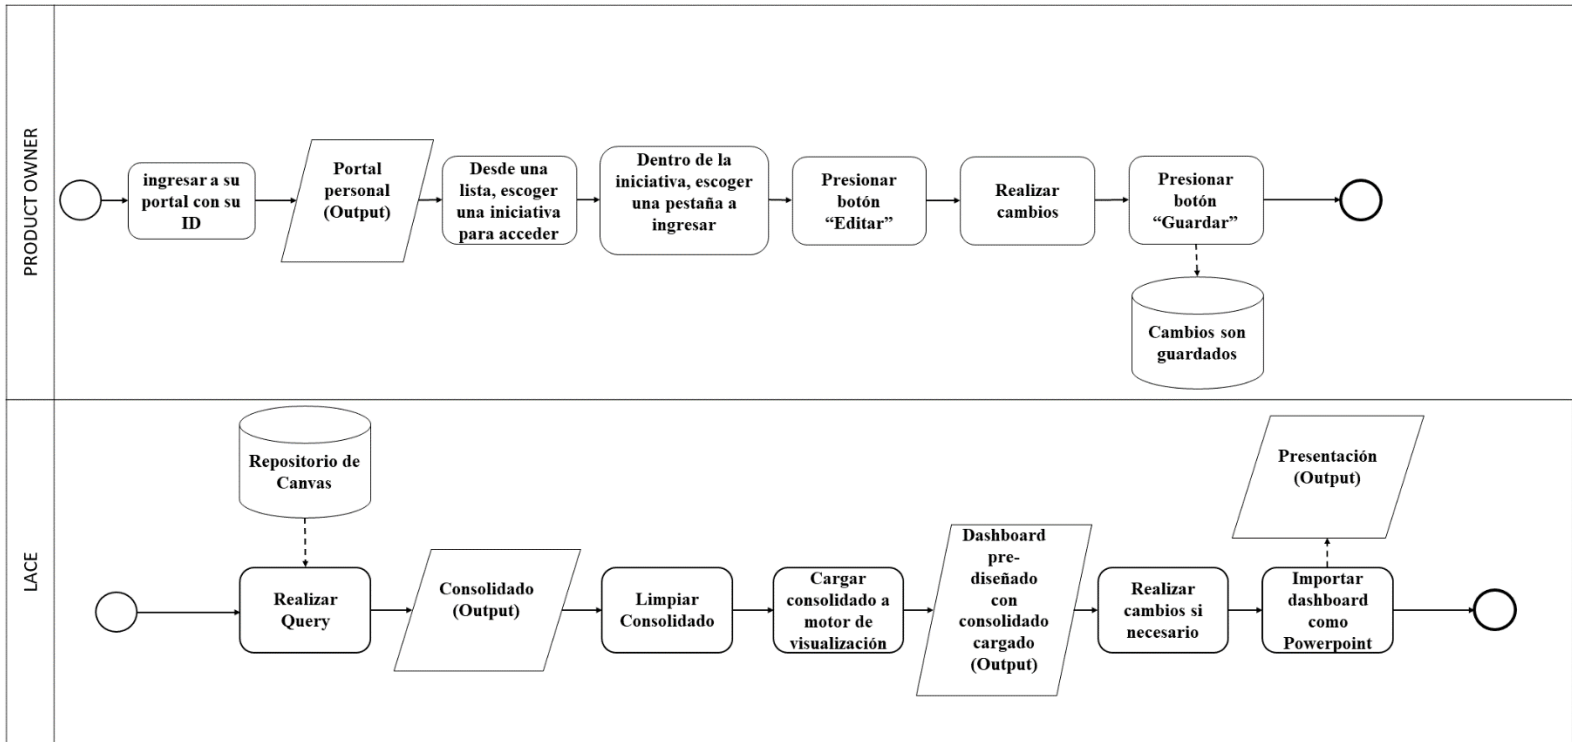 PRODUCT OWNER
ingresar a su
portal con su
ID
Portal
personal
(Output)
Desde una
lista, escoger
una iniciativa
para acceder
Dentro de la
iniciativa, escoger
una pestaña a
ingresar
Presionar
botón
“Editar”
Realizar
cambios
Presionar
botón
“Guardar”
Cambios son
guardados
LACE
Repositorio de
Canvas
Realizar
Query
Consolidado
(Output)
Limpiar
Consolidado
Cargar
consolidado a
motor de
visualización
Dashboard
pre-
diseñado
con
consolidado
cargado
(Output)
Realizar
cambios si
necesario
Importar
dashboard
como
Powerpoint
Presentación
(Output)